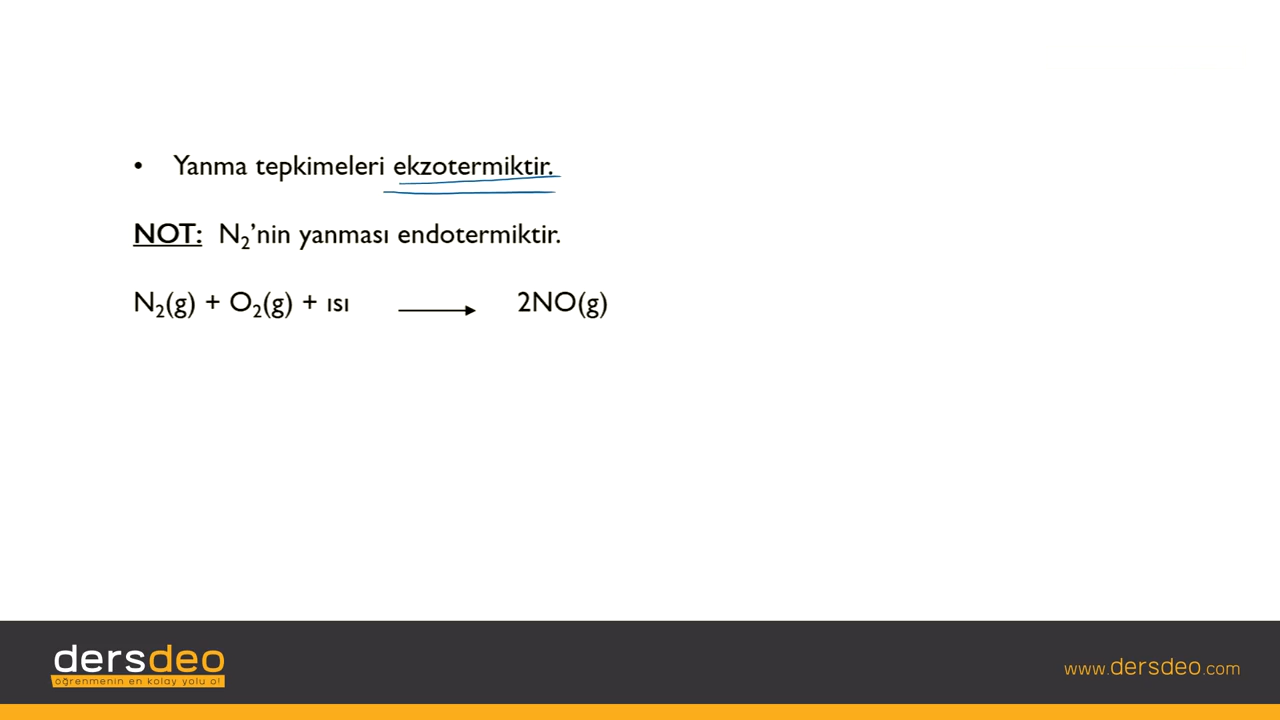 • Yanma tepkimeleri ekzotermiktir.
NOT: N₂’nin yanması endotermiktir.
N₂(g) + O₂(g) + ısı ⟶ 2NO(g)
dersdeo
öğrenmenin en kolay yolu o!
www.dersdeo.com